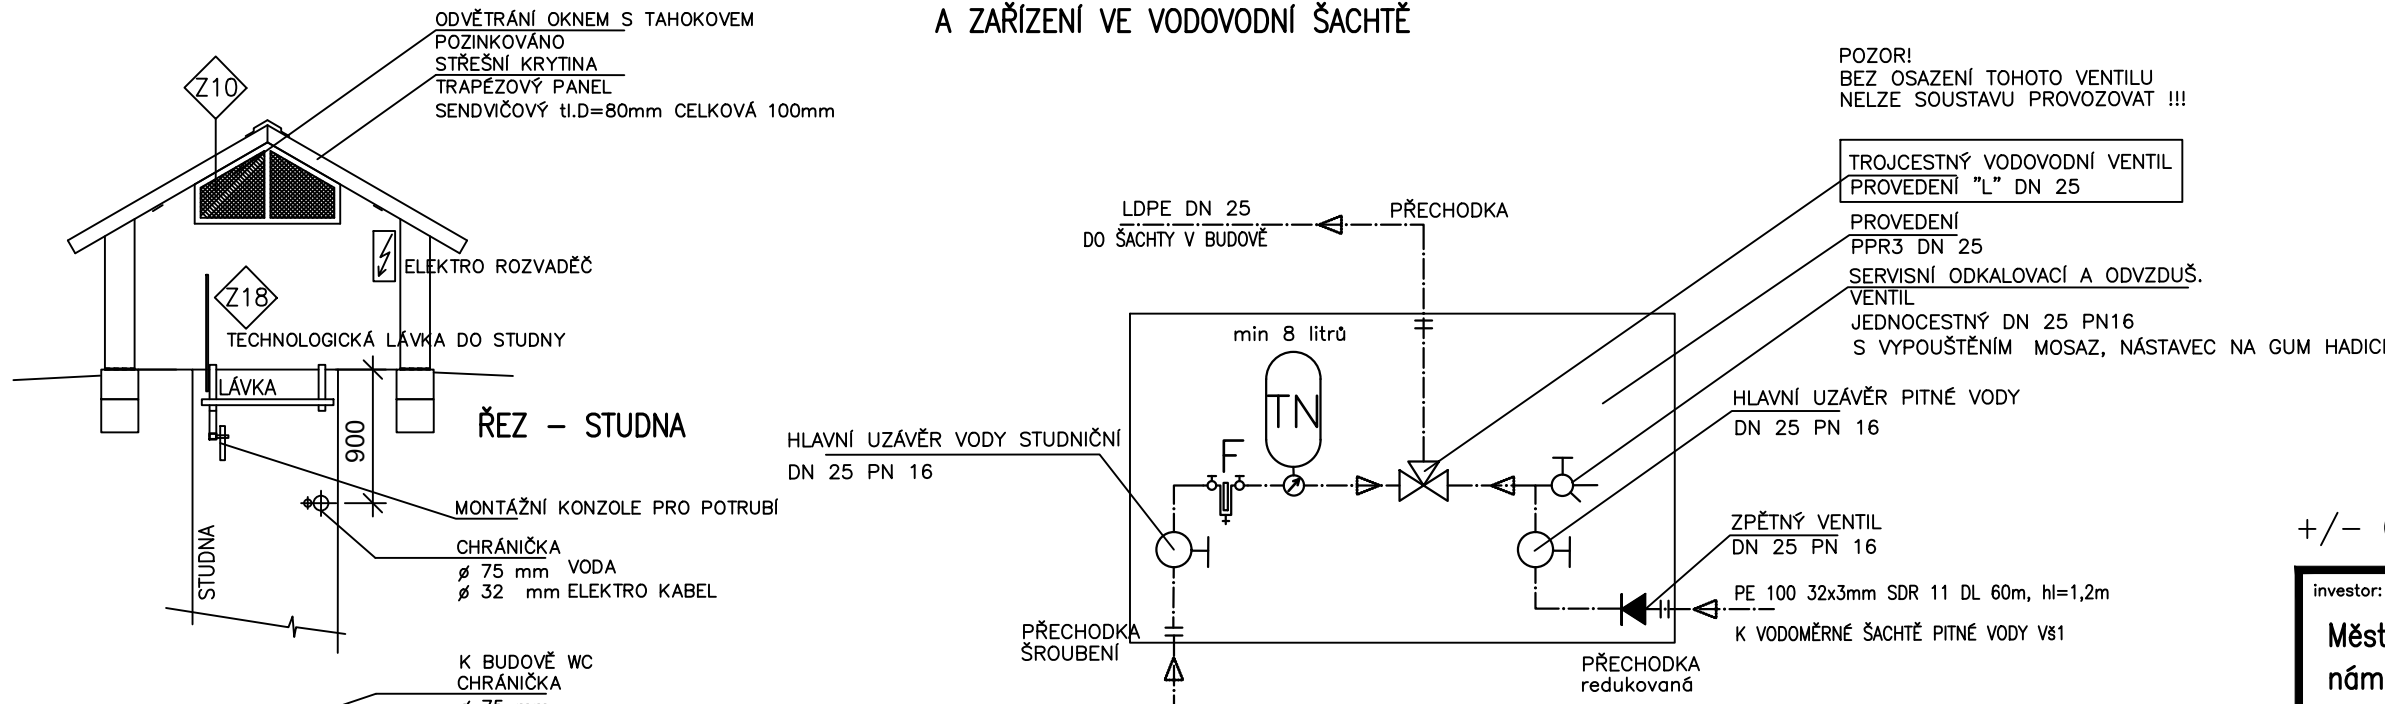 A ZAŘÍZENÍ VE VODOVODNÍ ŠACHTĚ
ODVĚTRÁNÍ OKNEM S TAHOKOVEM
POZINKOVÁNO
STŘEŠNÍ KRYTINA
TRAPÉZOVÝ PANEL
SENDVIČOVÝ tl.D=80mm CELKOVÁ 100mm
Z10
ELEKTRO ROZVADĚČ
Z18
TECHNOLOGICKÁ LÁVKA DO STUDNY
LÁVKA
ŘEZ – STUDNA
900
STUDNA
MONTÁŽNÍ KONZOLE PRO POTRUBÍ
CHRÁNIČKA
ø 75 mm VODA
ø 32 mm ELEKTRO KABEL
K BUDOVĚ WC
CHRÁNIČKA
ø 75 mm
POZOR!
BEZ OSAZENÍ TOHOTO VENTILU
NELZE SOUSTAVU PROVOZOVAT !!!
TROJCESTNÝ VODOVODNÍ VENTIL
PROVEDENÍ "L" DN 25
PROVEDENÍ
PPR3 DN 25
SERVISNÍ ODKALOVACÍ A ODVZDUŠ.
VENTIL
JEDNOCESTNÝ DN 25 PN16
S VYPOUŠTĚNÍM MOSAZ, NÁSTAVEC NA GUM HADICI
LDPE DN 25
DO ŠACHTY V BUDOVĚ
PŘECHODKA
min 8 litrů
TN
F
HLAVNÍ UZÁVĚR VODY STUDNIČNÍ
DN 25 PN 16
HLAVNÍ UZÁVĚR PITNÉ VODY
DN 25 PN 16
ZPĚTNÝ VENTIL
DN 25 PN 16
PE 100 32x3mm SDR 11 DL 60m, hl=1,2m
K VODOMĚRNÉ ŠACHTĚ PITNÉ VODY Vš1
PŘECHODKA
ŠROUBENÍ
PŘECHODKA
redukovaná
+/–
investor:
Měst
nám